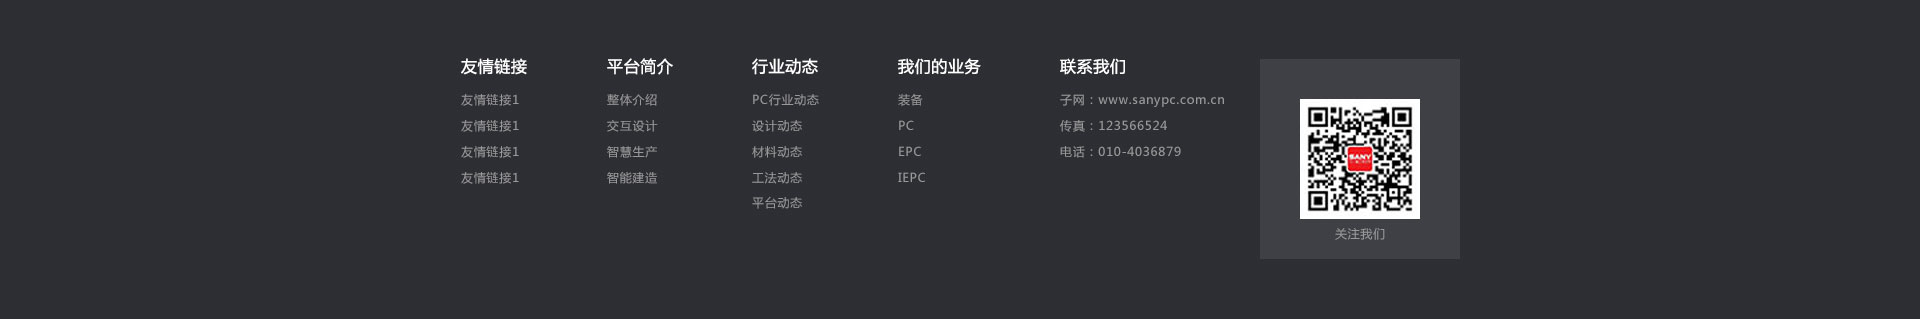 友情链接
友情链接1
友情链接1
友情链接1
友情链接1
平台简介
整体介绍
交互设计
智慧生产
智能建造
行业动态
PC行业动态
设计动态
材料动态
工法动态
平台动态
我们的业务
装备
PC
EPC
IEPC
联系我们
子网：www.sanypc.com.cn
传真：123566524
电话：010-4036879
SANY
关注我们